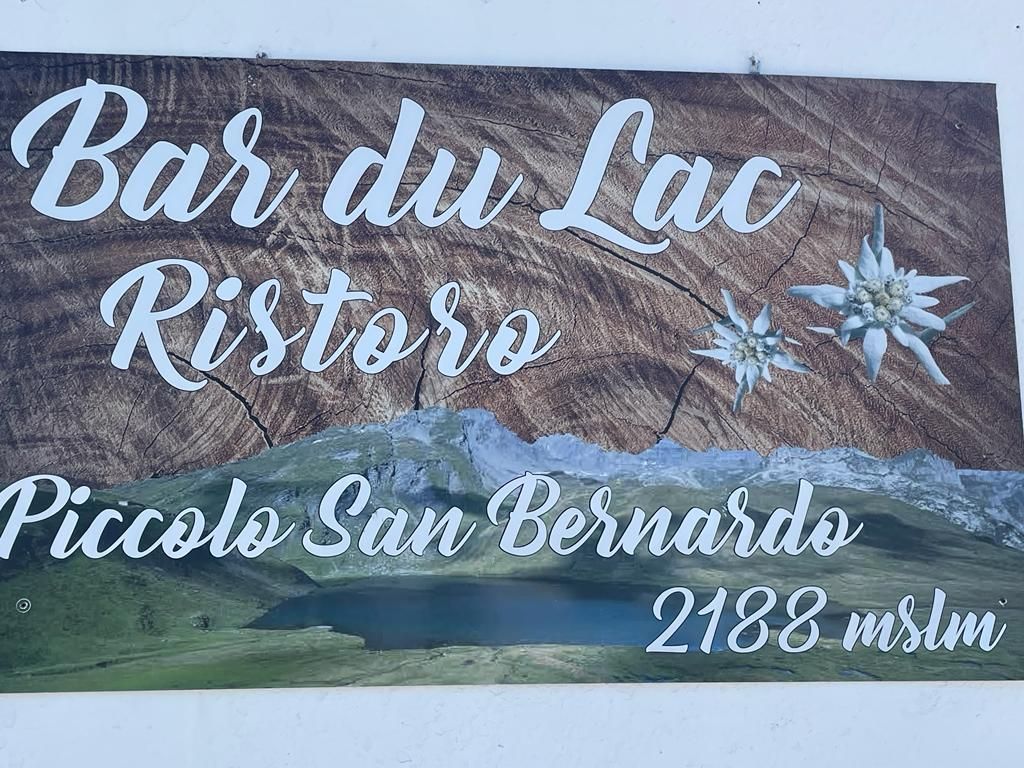 Bar du Lac
Ristoro
Piccolo San Bernardo
2188 mslm